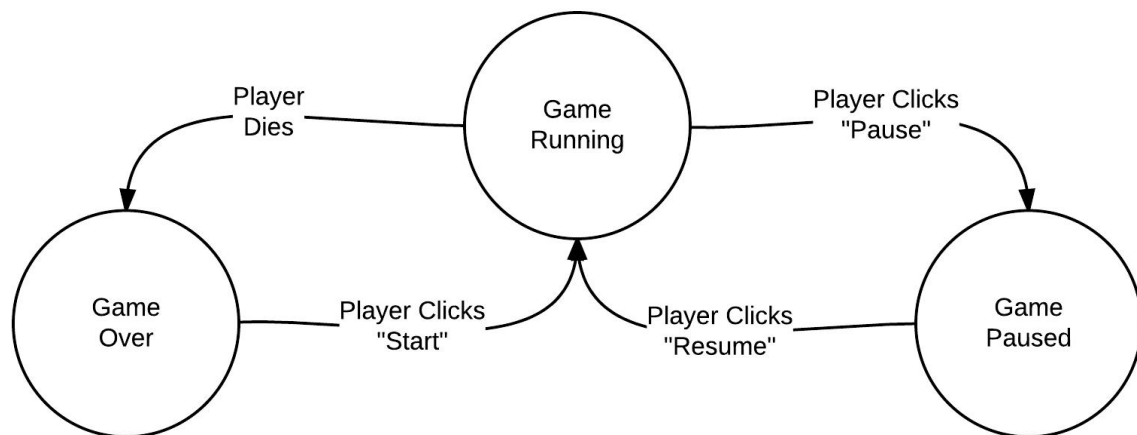 Game
Running
Player
Dies
Player Clicks
"Pause"
Game
Over
Player Clicks
"Start"
Player Clicks
"Resume"
Game
Paused